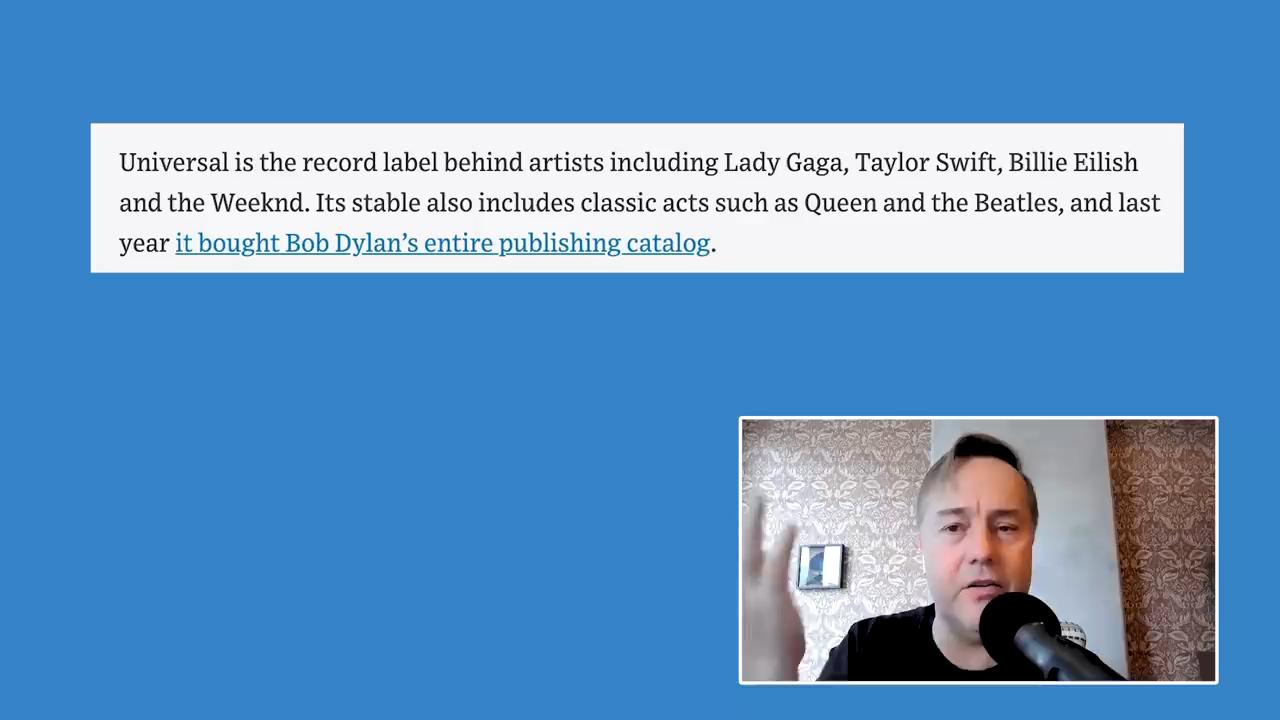 Universal is the record label behind artists including Lady Gaga, Taylor Swift, Billie Eilish
and the Weeknd. Its stable also includes classic acts such as Queen and the Beatles, and last
year it bought Bob Dylan’s entire publishing catalog.